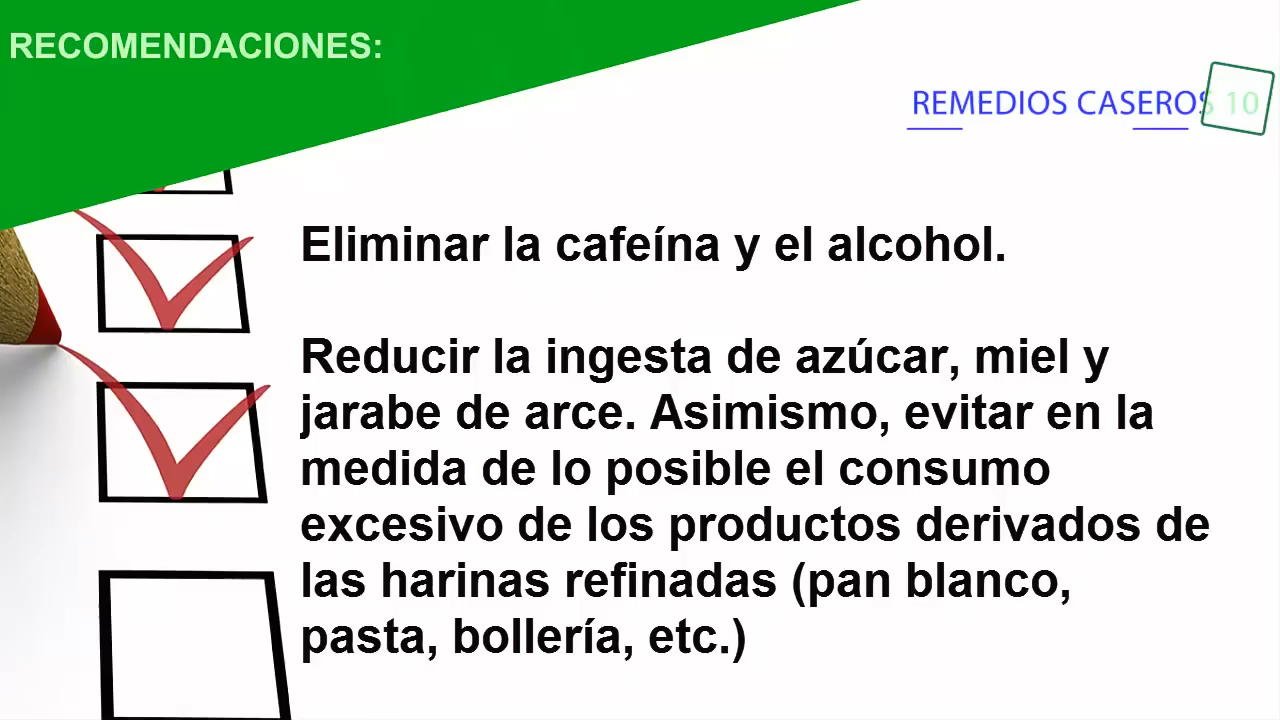 RECOMENDACIONES:
REMEDIOS CASEROS 10
Eliminar la cafeína y el alcohol.
Reducir la ingesta de azúcar, miel y
jarabe de arce. Asimismo, evitar en la
medida de lo posible el consumo
excesivo de los productos derivados de
las harinas refinadas (pan blanco,
pasta, bollería, etc.)